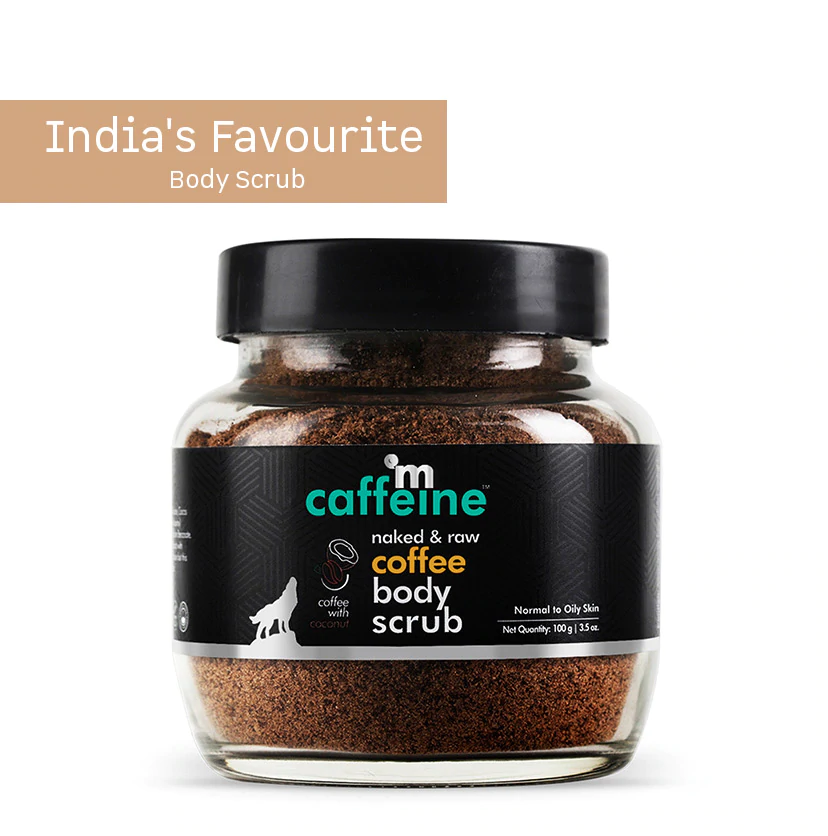 India's Favourite
Body Scrub
'm
caffeine™
naked & raw
coffee
body
scrub
coffee
with
coconut
Normal to Oily Skin
Net Quantity: 100 g | 3.5 oz.